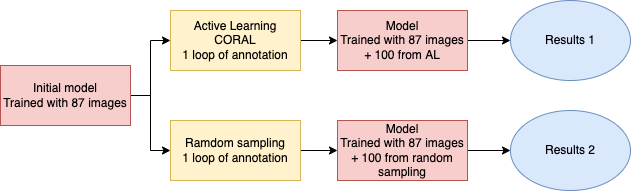 Initial model
Trained with 87 images
Active Learning
CORAL
1 loop of annotation
Model
Trained with 87 images
+ 100 from AL
Results 1
Ramdom sampling
1 loop of annotation
Model
Trained with 87 images
+ 100 from random
sampling
Results 2